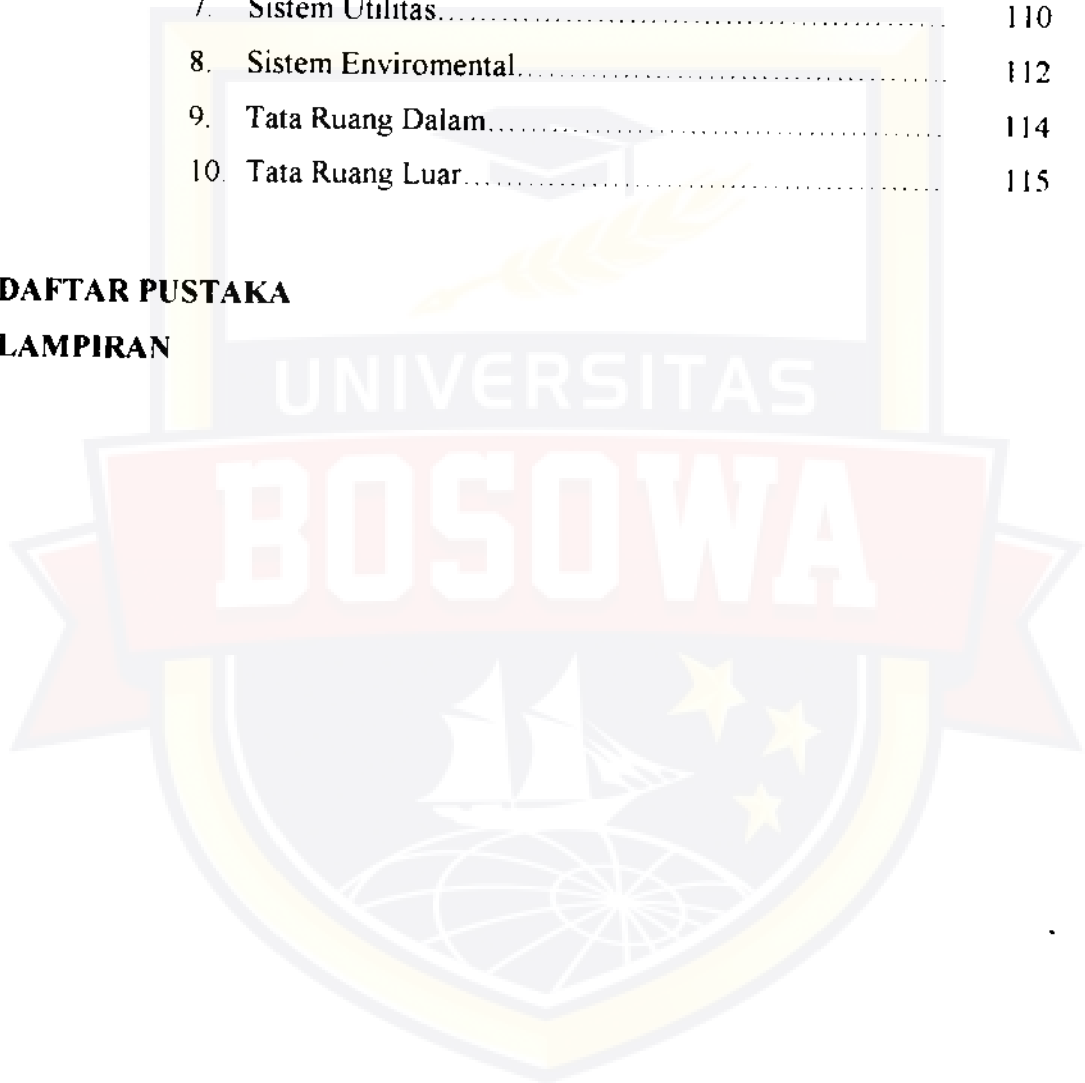 7. Sistem Utilitas........................................................ 110
8. Sistem Enviromental............................................ 112
9. Tata Ruang Dalam................................................ 114
10. Tata Ruang Luar.................................................. 115
DAFTAR PUSTAKA
LAMPIRAN
UNIVERSITAS
BOSOWA